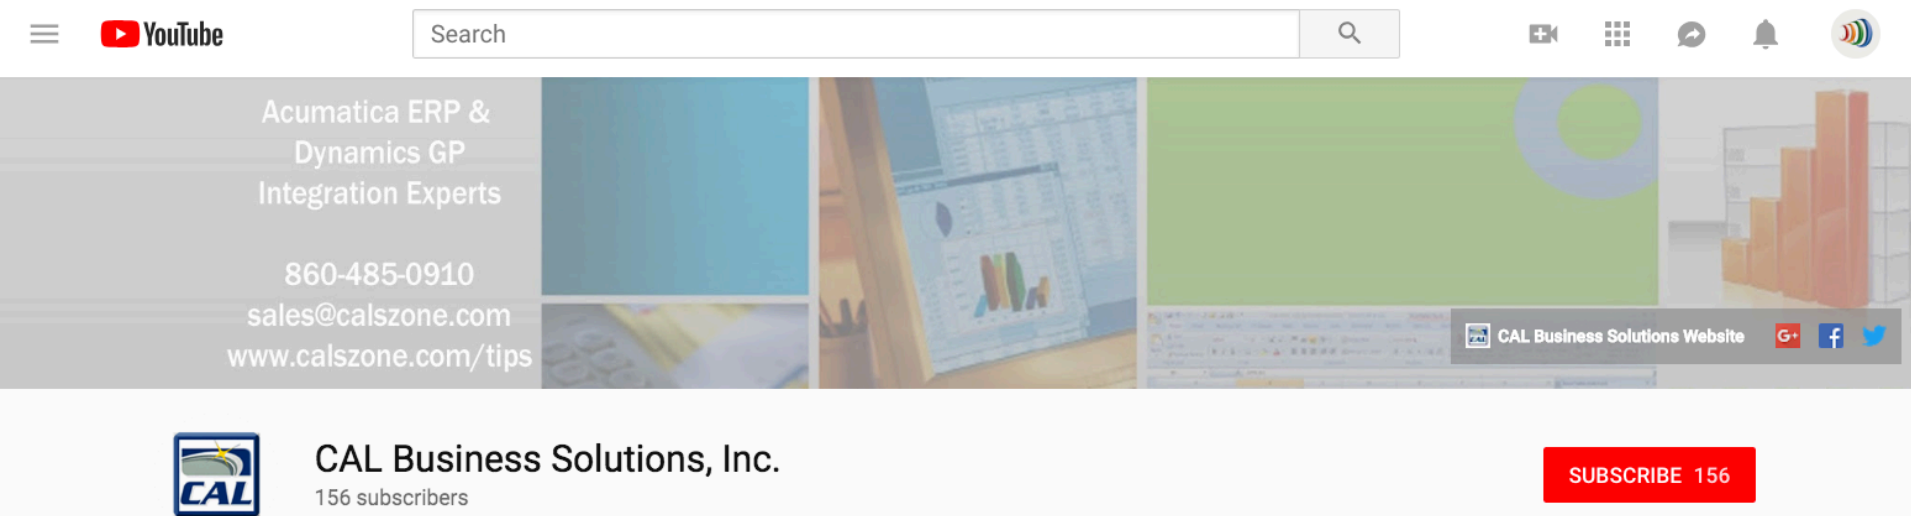 YouTube
Search
Acumatica ERP &
Dynamics GP
Integration Experts
860-485-0910
sales@calszone.com
www.calszone.com/tips
CAL Business Solutions Website
G+
CAL
CAL Business Solutions, Inc.
156 subscribers
SUBSCRIBE 156